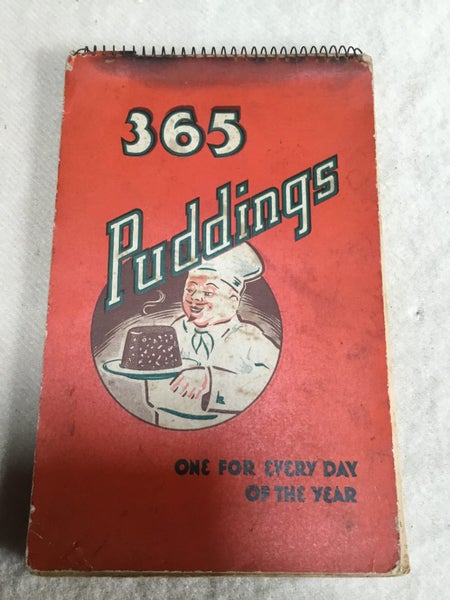 365
Puddings
ONE FOR EVERY DAY
OF THE YEAR